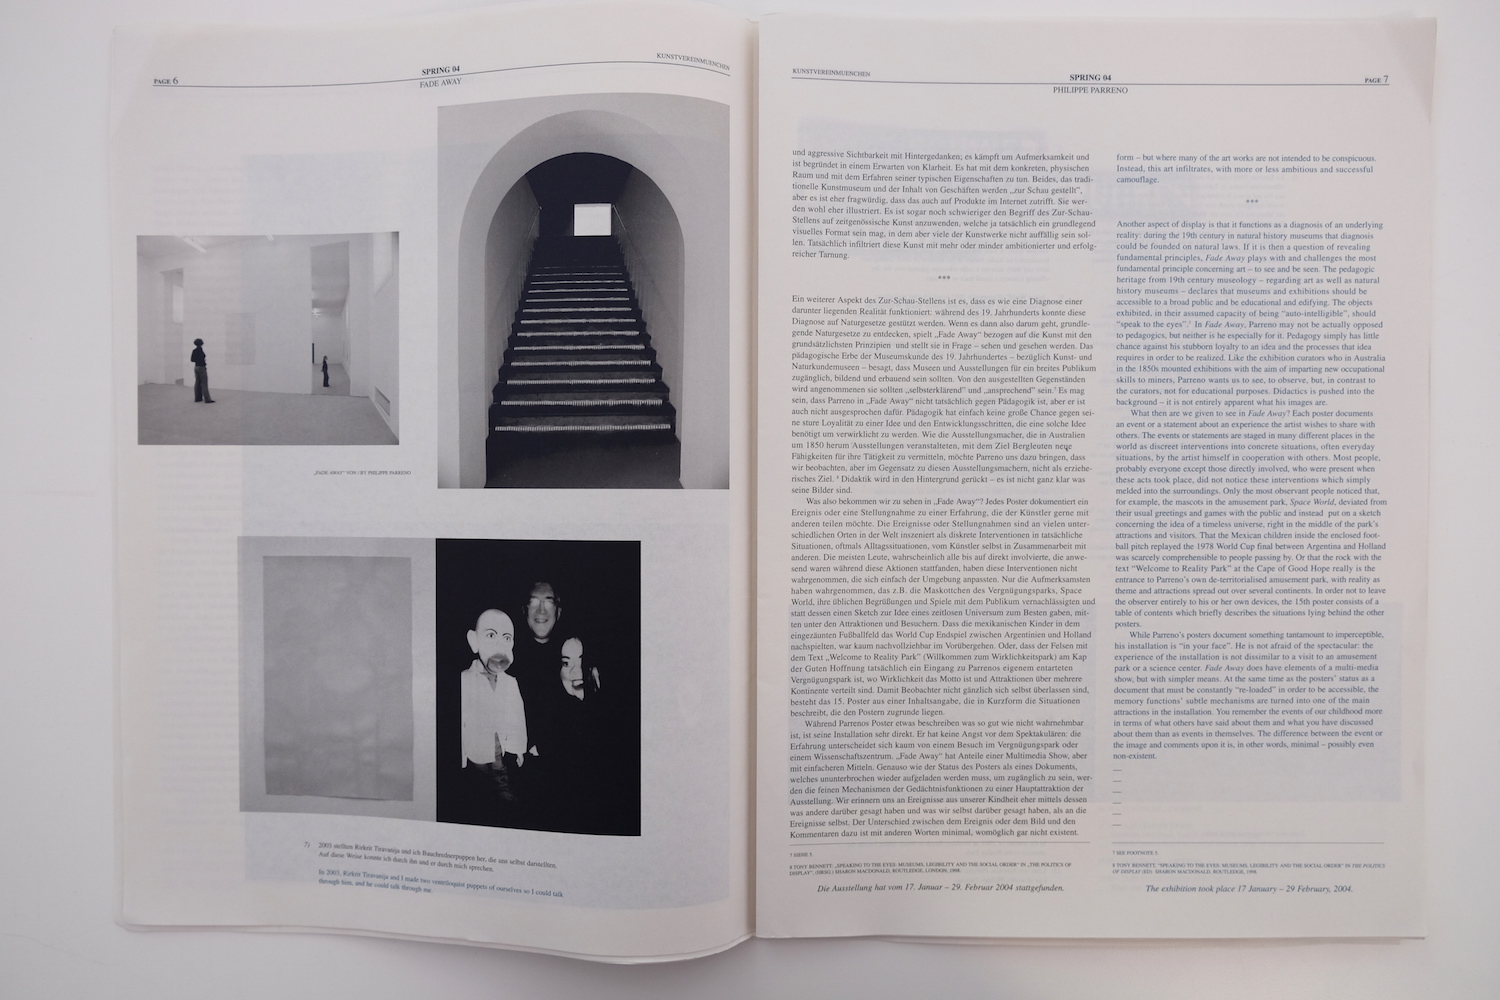 PAGE 6
SPRING 04
FADE AWAY
KUNSTVEREINMUENCHEN
„FADE AWAY" VON / BY PHILIPPE PARRENO
7) 2003 stellten Rirkrit Tiravanija und ich Bauchrednerpuppen her, die uns selbst darstellten.
Auf diese Weise konnte ich durch ihn und er durch mich sprechen.
In 2003, Rirkrit Tiravanija and I made two ventriloquist puppets of ourselves so I could talk
through him, and he could talk through me.
KUNSTVEREINMUENCHEN
SPRING 04
PHILIPPE PARRENO
PAGE 7
und aggressive Sichtbarkeit mit Hintergedanken; es kämpft um Aufmerksamkeit und
ist begründet in einem Erwarten von Klarheit. Es hat mit dem konkreten, physischen
Raum und mit dem Erfahren seiner typischen Eigenschaften zu tun. Beides, das tradi-
tionelle Kunstmuseum und der Inhalt von Geschäften werden „zur Schau gestellt",
aber es ist eher fragwürdig, dass das auch auf Produkte im Internet zutrifft. Sie wer-
den wohl eher illustriert. Es ist sogar noch schwieriger den Begriff des Zur-Schau-
Stellens auf zeitgenössische Kunst anzuwenden, welche ja tatsächlich ein grundlegend
visuelles Format sein mag, in dem aber viele der Kunstwerke nicht auffällig sein sol-
len. Tatsächlich infiltriert diese Kunst mit mehr oder minder ambitionierter und erfolg-
reicher Tarnung.
***
Ein weiterer Aspekt des Zur-Schau-Stellens ist es, dass es wie eine Diagnose einer
darunter liegenden Realität funktioniert: während des 19. Jahrhunderts konnte diese
Diagnose auf Naturgesetze gestützt werden. Wenn es dann also darum geht, grundle-
gende Naturgesetze zu entdecken, spielt „Fade Away" bezogen auf die Kunst mit den
grundsätzlichsten Prinzipien und stellt sie in Frage – sehen und gesehen werden. Das
pädagogische Erbe der Museumskunde des 19. Jahrhundertes – bezüglich Kunst- und
Naturkundemuseen – besagt, dass Museen und Ausstellungen für ein breites Publikum
zugänglich, bildend und erbauend sein sollten. Von den ausgestellten Gegenständen
wird angenommen sie sollten „selbsterklärend" und „ansprechend" sein.⁷ Es mag
sein, dass Parreno in „Fade Away" nicht tatsächlich gegen Pädagogik ist, aber er ist
auch nicht ausgesprochen dafür. Pädagogik hat einfach keine große Chance gegen sei-
ne sture Loyalität zu einer Idee und den Entwicklungsschritten, die eine solche Idee
benötigt um verwirklicht zu werden. Wie die Ausstellungsmacher, die in Australien
um 1850 herum Ausstellungen veranstalteten, mit dem Ziel Bergleuten neue
Fähigkeiten für ihre Tätigkeit zu vermitteln, möchte Parreno uns dazu bringen, dass
wir beobachten, aber im Gegensatz zu diesen Ausstellungsmachern, nicht als erziehe-
risches Ziel. ⁸ Didaktik wird in den Hintergrund gerückt – es ist nicht ganz klar was
seine Bilder sind.
Was also bekommen wir zu sehen in „Fade Away"? Jedes Poster dokumentiert ein
Ereignis oder eine Stellungnahme zu einer Erfahrung, die der Künstler gerne mit
anderen teilen möchte. Die Ereignisse oder Stellungnahmen sind an vielen unter-
schiedlichen Orten in der Welt inszeniert als diskrete Interventionen in tatsächliche
Situationen, oftmals Alltagssituationen, vom Künstler selbst in Zusammenarbeit mit
anderen. Die meisten Leute, wahrscheinlich alle bis auf direkt involvierte, die anwe-
send waren während diese Aktionen stattfanden, haben diese Interventionen nicht
wahrgenommen, die sich einfach der Umgebung anpassten. Nur die Aufmerksamsten
haben wahrgenommen, das z.B. die Maskottchen des Vergnügungsparks, Space
World, ihre üblichen Begrüßungen und Spiele mit dem Publikum vernachlässigten und
statt dessen einen Sketch zur Idee eines zeitlosen Universum zum Besten gaben, mit-
ten unter den Attraktionen und Besuchern. Dass die mexikanischen Kinder in dem
eingezäunten Fußballfeld das World Cup Endspiel zwischen Argentinien und Holland
nachspielten, war kaum nachvollziehbar im Vorübergehen. Oder, dass der Felsen mit
dem Text „Welcome to Reality Park" (Willkommen zum Wirklichkeitspark) am Kap
der Guten Hoffnung tatsächlich ein Eingang zu Parrenos eigenem entarteten
Vergnügungspark ist, wo Wirklichkeit das Motto ist und Attraktionen über mehrere
Kontinente verteilt sind. Damit Beobachter nicht gänzlich sich selbst überlassen sind,
besteht das 15. Poster aus einer Inhaltsangabe, die in Kurzform die Situationen
beschreibt, die den Postern zugrunde liegen.
Während Parrenos Poster etwas beschreiben was so gut wie nicht wahrnehmbar
ist, ist seine Installation sehr direkt. Er hat keine Angst vor dem Spektakulären: die
Erfahrung unterscheidet sich kaum von einem Besuch im Vergnügungspark oder
einem Wissenschaftszentrum. „Fade Away" hat Anteile einer Multimedia Show, aber
mit einfacheren Mitteln. Genauso wie der Status des Posters als eines Dokuments,
welches ununterbrochen wieder aufgeladen werden muss, um zugänglich zu sein, wer-
den die feinen Mechanismen der Gedächtnisfunktionen zu einer Hauptattraktion der
Ausstellung. Wir erinnern uns an Ereignisse aus unserer Kindheit eher mittels dessen
was andere darüber gesagt haben und was wir selbst darüber gesagt haben, als an die
Ereignisse selbst. Der Unterschied zwischen dem Ereignis oder dem Bild und den
Kommentaren dazu ist mit anderen Worten minimal, womöglich gar nicht existent.
7 SIEHE 5.
8 TONY BENNETT: „SPEAKING TO THE EYES: MUSEUMS, LEGIBILITY AND THE SOCIAL ORDER" IN „THE POLITICS OF
DISPLAY", (HRSG.) SHARON MACDONALD, ROUTLEDGE, LONDON, 1998.
Die Ausstellung hat vom 17. Januar – 29. Februar 2004 stattgefunden.
form – but where many of the art works are not intended to be conspicuous.
Instead, this art infiltrates, with more or less ambitious and successful
camouflage.
***
Another aspect of display is that it functions as a diagnosis of an underlying
reality: during the 19th century in natural history museums that diagnosis
could be founded on natural laws. If it is then a question of revealing
fundamental principles, Fade Away plays with and challenges the most
fundamental principle concerning art – to see and be seen. The pedagogic
heritage from 19th century museology – regarding art as well as natural
history museums – declares that museums and exhibitions should be
accessible to a broad public and be educational and edifying. The objects
exhibited, in their assumed capacity of being "auto-intelligible", should
"speak to the eyes".⁷ In Fade Away, Parreno may not be actually opposed
to pedagogics, but neither is he especially for it. Pedagogy simply has little
chance against his stubborn loyalty to an idea and the processes that idea
requires in order to be realized. Like the exhibition curators who in Australia
in the 1850s mounted exhibitions with the aim of imparting new occupational
skills to miners, Parreno wants us to see, to observe, but, in contrast to
the curators, not for educational purposes. Didactics is pushed into the
background – it is not entirely apparent what his images are.
What then are we given to see in Fade Away? Each poster documents
an event or a statement about an experience the artist wishes to share with
others. The events or statements are staged in many different places in the
world as discreet interventions into concrete situations, often everyday
situations, by the artist himself in cooperation with others. Most people,
probably everyone except those directly involved, who were present when
these acts took place, did not notice these interventions which simply
melded into the surroundings. Only the most observant people noticed that,
for example, the mascots in the amusement park, Space World, deviated from
their usual greetings and games with the public and instead put on a sketch
concerning the idea of a timeless universe, right in the middle of the park's
attractions and visitors. That the Mexican children inside the enclosed foot-
ball pitch replayed the 1978 World Cup final between Argentina and Holland
was scarcely comprehensible to people passing by. Or that the rock with the
text "Welcome to Reality Park" at the Cape of Good Hope really is the
entrance to Parreno's own de-territorialised amusement park, with reality as
theme and attractions spread out over several continents. In order not to leave
the observer entirely to his or her own devices, the 15th poster consists of a
table of contents which briefly describes the situations lying behind the other
posters.
While Parreno's posters document something tantamount to imperceptible,
his installation is "in your face". He is not afraid of the spectacular: the
experience of the installation is not dissimilar to a visit to an amusement
park or a science center. Fade Away does have elements of a multi-media
show, but with simpler means. At the same time as the posters' status as a
document that must be constantly "re-loaded" in order to be accessible, the
memory functions' subtle mechanisms are turned into one of the main
attractions in the installation. You remember the events of our childhood more
in terms of what others have said about them and what you have discussed
about them than as events in themselves. The difference between the event or
the image and comments upon it is, in other words, minimal – possibly even
non-existent.
—
—
—
—
—
—
7 SEE FOOTNOTE 5.
8 TONY BENNETT, "SPEAKING TO THE EYES: MUSEUMS, LEGIBILITY AND THE SOCIAL ORDER" IN THE POLITICS
OF DISPLAY (ED). SHARON MACDONALD, ROUTLEDGE, 1998.
The exhibition took place 17 January – 29 February, 2004.